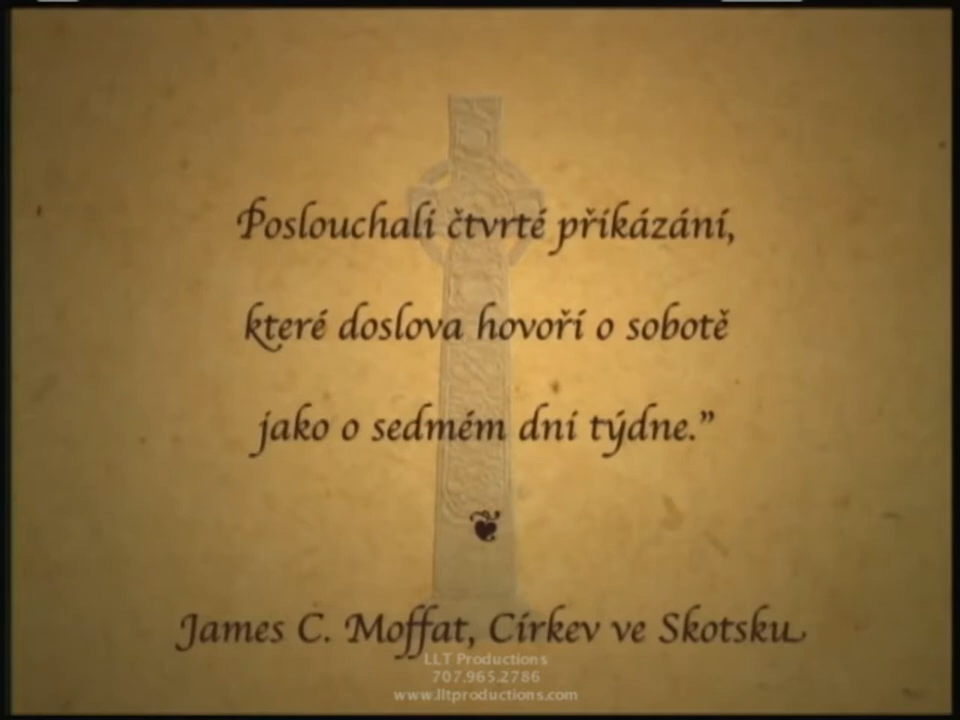 Poslouchali čtvrté přikázání,
které doslova hovoří o sobotě
jako o sedmém dni týdne.”
James C. Moffat, Církev ve Skotsku
LLT Productions
707.965.2786
www.lltproductions.com